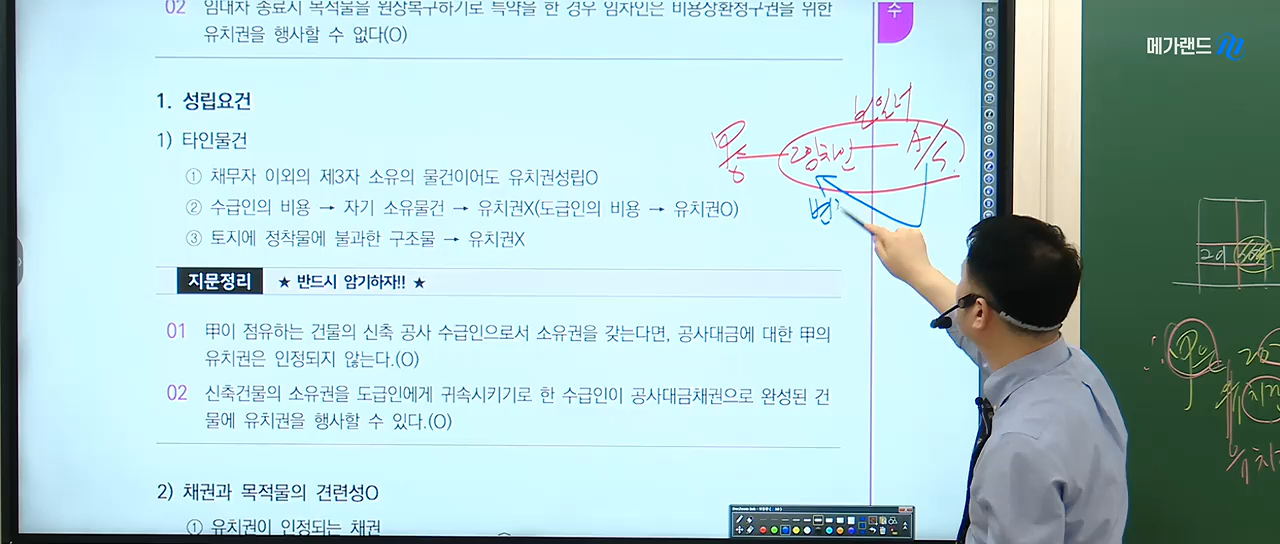 02 임대차 종료시 목적물을 원상복구하기로 특약을 한 경우 임차인은 비용상환청구권을 위한
유치권을 행사할 수 없다(O)
수
메가랜드
1. 성립요건
1) 타인물건
① 채무자 이외의 제3자 소유의 물건이어도 유치권성립O
② 수급인의 비용 → 자기 소유물건 → 유치권X(도급인의 비용 → 유치권O)
③ 토지에 정착물에 불과한 구조물 → 유치권X
임차인
A/S
지문정리 ★ 반드시 암기하자!! ★
01 甲이 점유하는 건물의 신축 공사 수급인으로서 소유권을 갖는다면, 공사대금에 대한 甲의
유치권은 인정되지 않는다.(O)
02 신축건물의 소유권을 도급인에게 귀속시키기로 한 수급인이 공사대금채권으로 완성된 건
물에 유치권을 행사할 수 있다.(O)
2) 채권과 목적물의 견련성O
① 유치권이 인정되는 채권